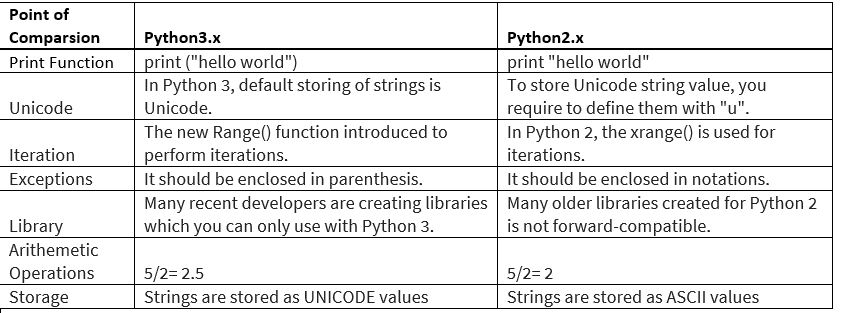 Point of
Comparsion Python3.x Python2.x
Print Function print ("hello world") print "hello world"
In Python 3, default storing of strings is To store Unicode string value, you
Unicode Unicode. require to define them with "u".
The new Range() function introduced to In Python 2, the xrange() is used for
Iteration perform iterations. iterations.
Exceptions It should be enclosed in parenthesis. It should be enclosed in notations.
Many recent developers are creating libraries Many older libraries created for Python 2
Library which you can only use with Python 3. is not forward-compatible.
Arithemetic
Operations 5/2= 2.5 5/2= 2
Storage Strings are stored as UNICODE values Strings are stored as ASCII values